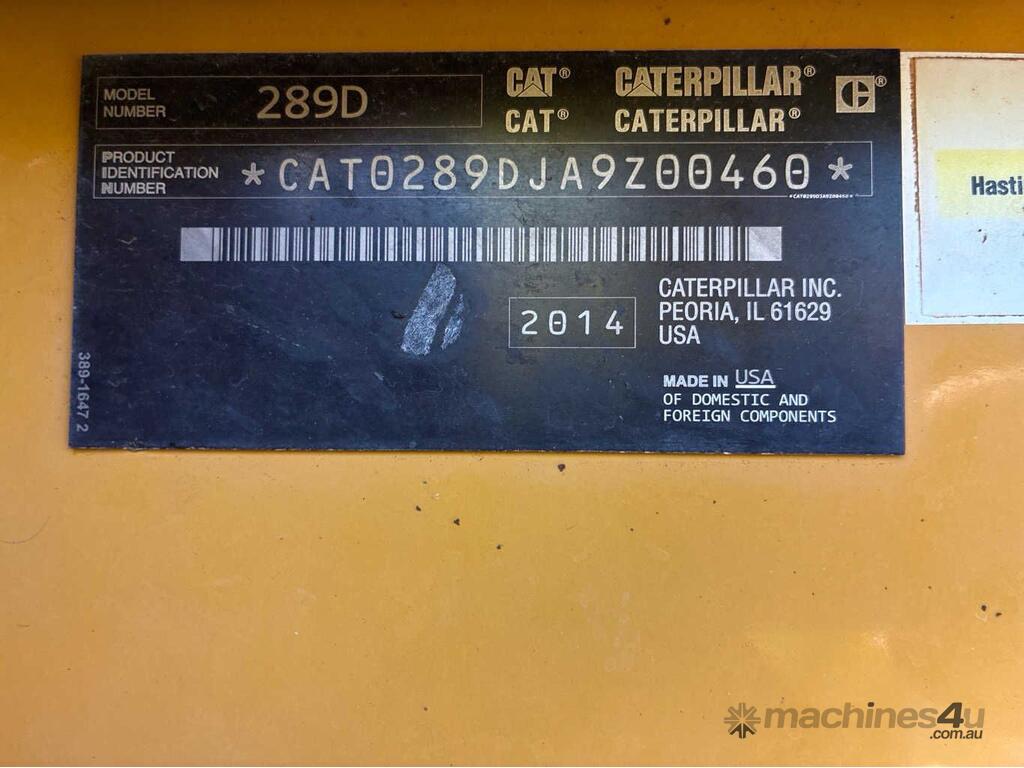 MODEL NUMBER 289D
CAT® CATERPILLAR®
CAT® CATERPILLAR®
PRODUCT IDENTIFICATION NUMBER *CAT0289DJA9Z00460*
*CAT0289DJA9Z00460*
Hasti
2014
CATERPILLAR INC.
PEORIA, IL 61629
USA
MADE IN USA
OF DOMESTIC AND
FOREIGN COMPONENTS
389-1647 2
machines4u
.com.au